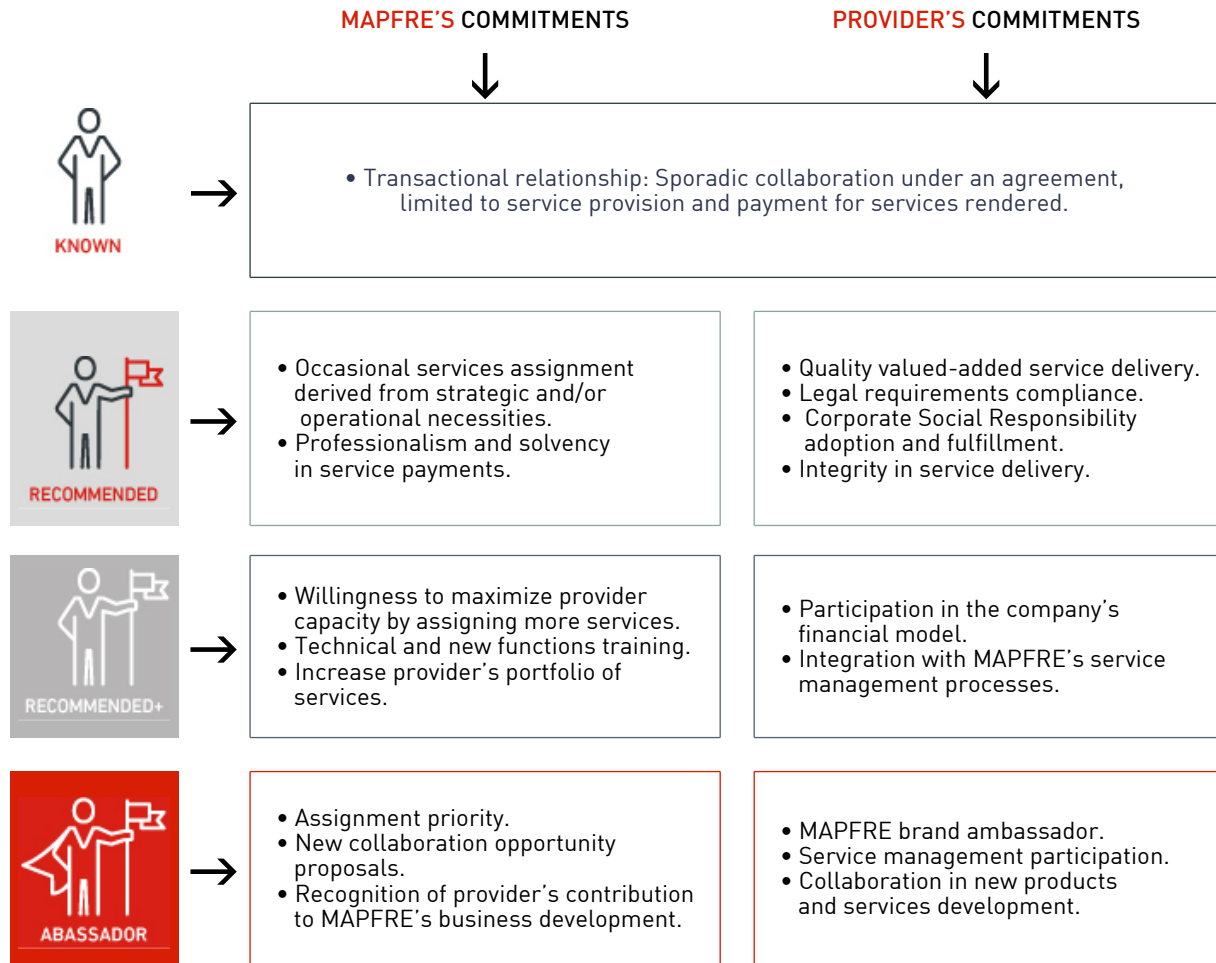 MAPFRE'S COMMITMENTS
PROVIDER'S COMMITMENTS
KNOWN
• Transactional relationship: Sporadic collaboration under an agreement,
limited to service provision and payment for services rendered.
RECOMMENDED
• Occasional services assignment
derived from strategic and/or
operational necessities.
• Professionalism and solvency
in service payments.
• Quality valued-added service delivery.
• Legal requirements compliance.
• Corporate Social Responsibility
adoption and fulfillment.
• Integrity in service delivery.
RECOMMENDED+
• Willingness to maximize provider
capacity by assigning more services.
• Technical and new functions training.
• Increase provider's portfolio of
services.
• Participation in the company's
financial model.
• Integration with MAPFRE's service
management processes.
ABASSADOR
• Assignment priority.
• New collaboration opportunity
proposals.
• Recognition of provider's contribution
to MAPFRE's business development.
• MAPFRE brand ambassador.
• Service management participation.
• Collaboration in new products
and services development.